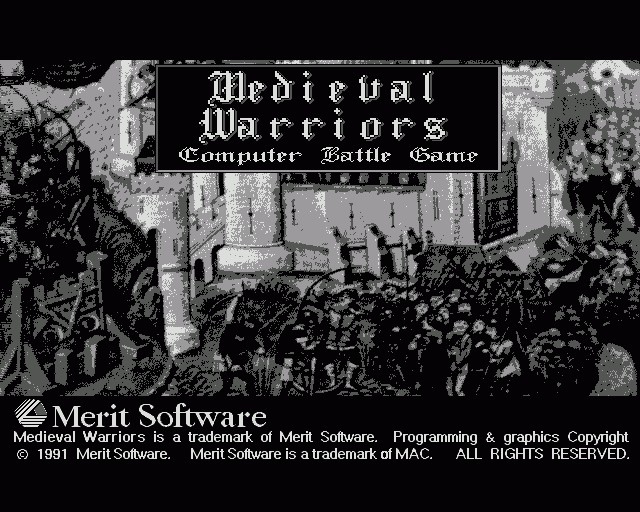 Medieval
Warriors
Computer Battle Game
Merit Software
Medieval Warriors is a trademark of Merit Software. Programming & graphics Copyright
© 1991 Merit Software. Merit Software is a trademark of MAC. ALL RIGHTS RESERVED.